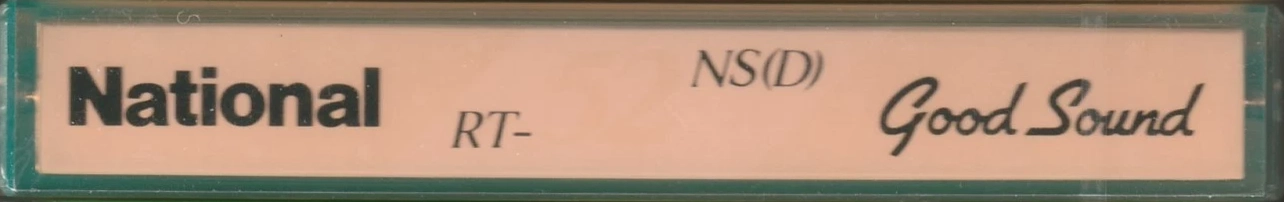 National
RT-
NS(D)
Good Sound